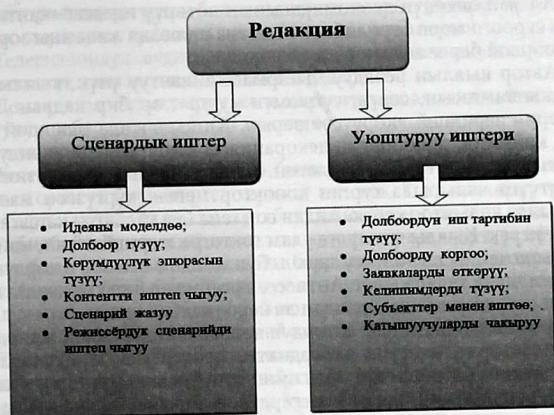 Редакция
Сценардык иштер
Уюштуруу иштери
• Идеяны моделдөө;
• Долбоор түзүү;
• Көрүмдүүлүк эпюрасын
түзүү;
• Контентти иштеп чыгуу;
• Сценарий жазуу
• Режиссёрдук сценарийди
иштеп чыгуу
• Долбоордун иш тартибин
түзүү;
• Долбоорду коргоо;
• Заявкаларды өткөрүү;
• Келишимдерди түзүү;
• Субъекттер менен иштөө;
• Катышуучуларды чакыруу